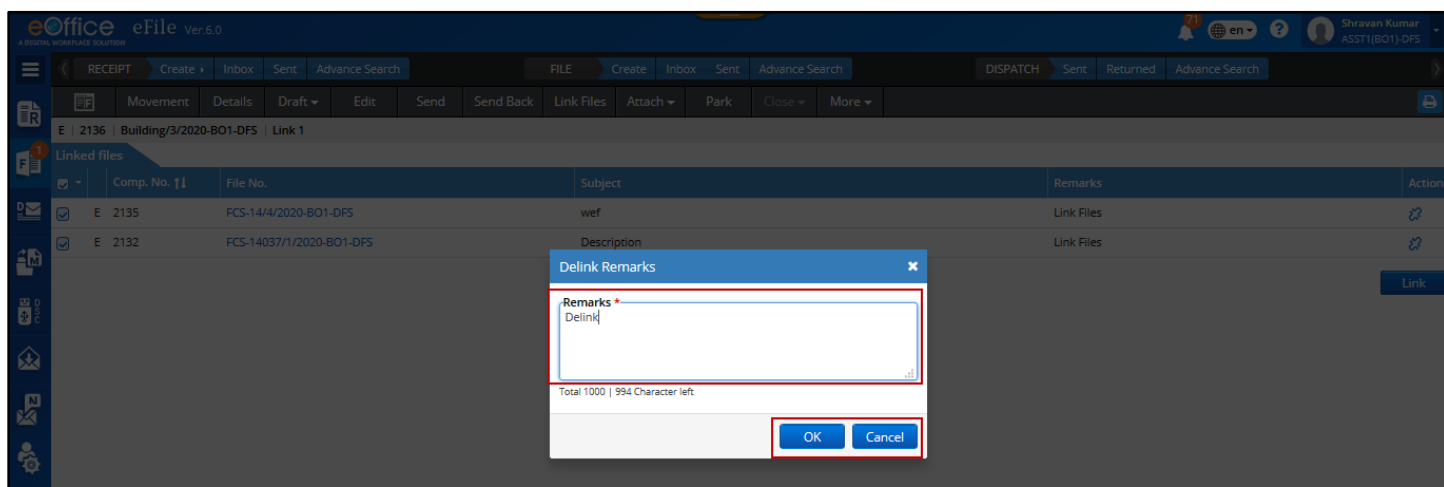 eOffice eFile Ver.6.0 71 en ? Shravan Kumar
A DIGITAL WORKPLACE SOLUTION ASST1(BO1)-DFS
RECEIPT Create Inbox Sent Advance Search FILE Create Inbox Sent Advance Search DISPATCH Sent Returned Advance Search
Movement Details Draft Edit Send Send Back Link Files Attach Park Close More
E | 2136 | Building/3/2020-BO1-DFS | Link 1
1 Linked files
Comp. No. File No. Subject Remarks Action
E 2135 FCS-14/4/2020-BO1-DFS wef Link Files
E 2132 FCS-14037/1/2020-BO1-DFS Description Link Files
Delink Remarks
Link
Remarks *
Delink
Total 1000 | 994 Character left
OK Cancel
R
F
D
M
DSC
N